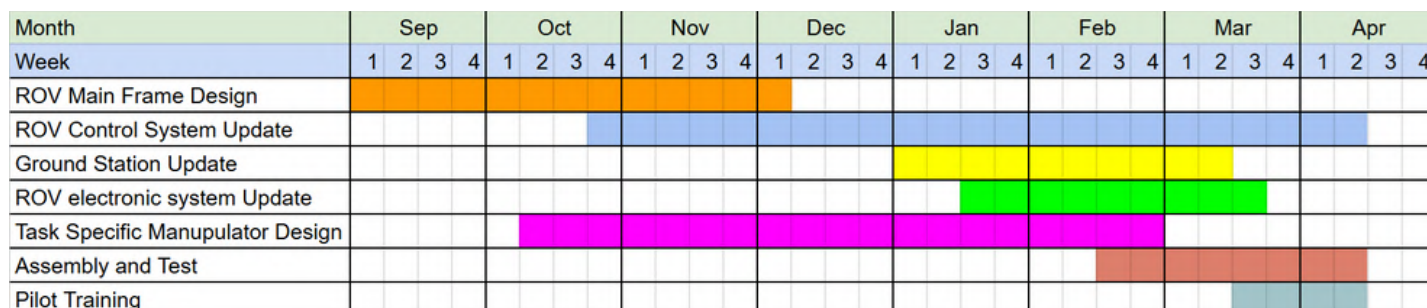 Month Sep Oct Nov Dec Jan Feb Mar Apr
Week 1 2 3 4 1 2 3 4 1 2 3 4 1 2 3 4 1 2 3 4 1 2 3 4 1 2 3 4 1 2 3 4
ROV Main Frame Design
ROV Control System Update
Ground Station Update
ROV electronic system Update
Task Specific Manupulator Design
Assembly and Test
Pilot Training